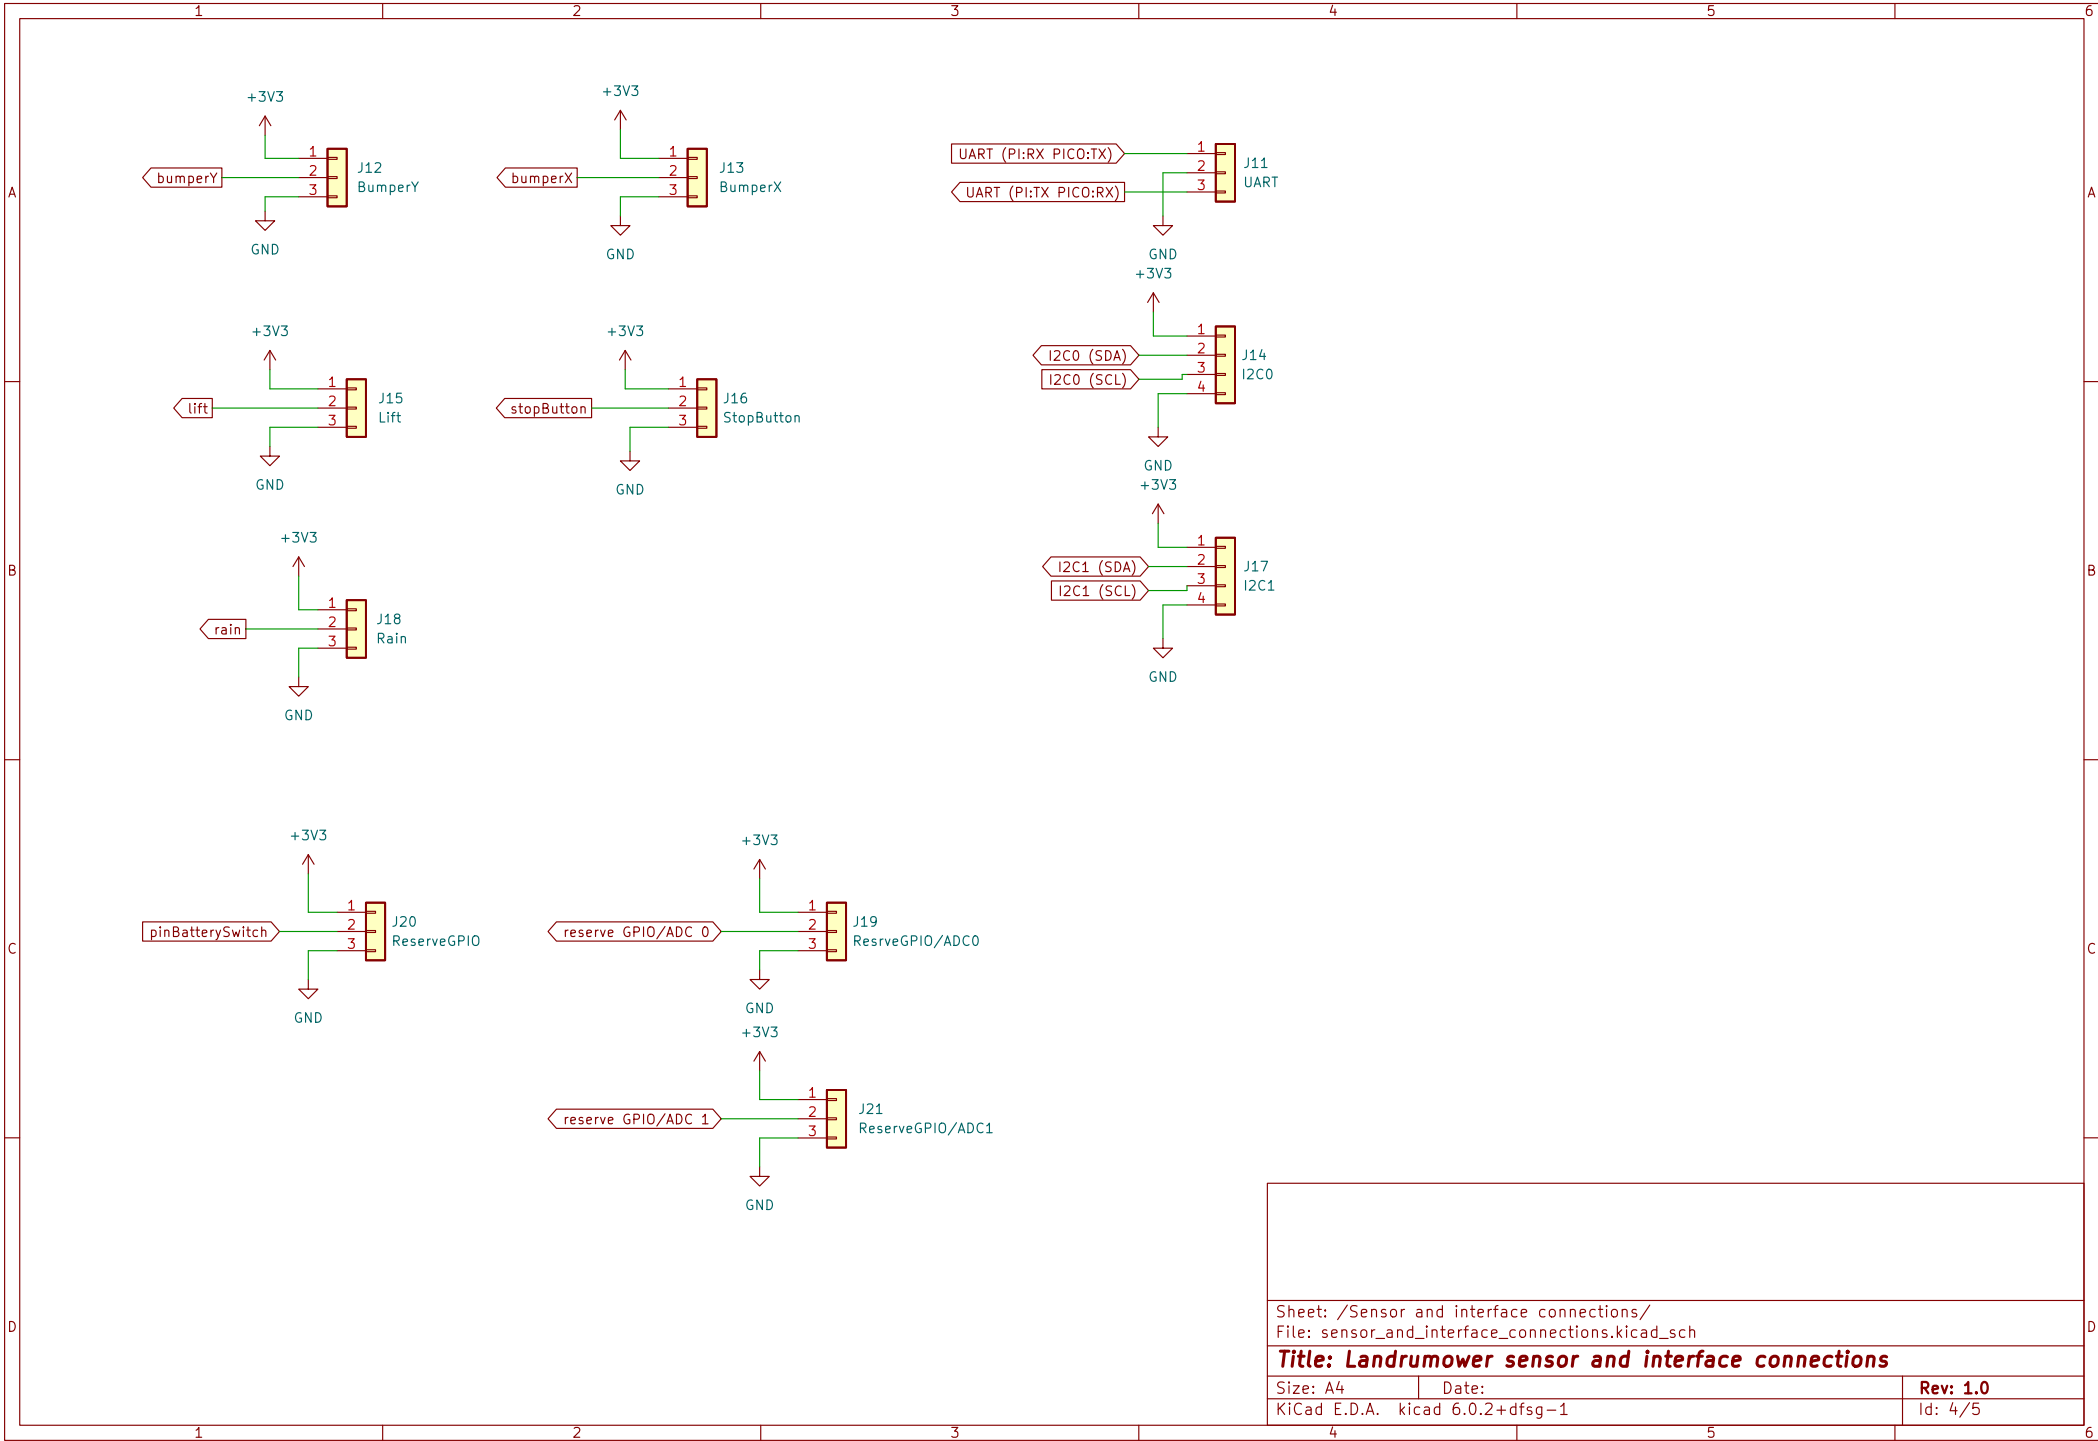 1 2 3 4 5 6
A
B
C
D
+3V3
1
2
3
bumperY
J12
BumperY
GND
+3V3
1
2
3
bumperX
J13
BumperX
GND
UART (PI:RX PICO:TX)
UART (PI:TX PICO:RX)
1
2
3
J11
UART
GND
+3V3
1
2
3
4
I2C0 (SDA)
I2C0 (SCL)
J14
I2C0
GND
+3V3
1
2
3
lift
J15
Lift
GND
+3V3
1
2
3
stopButton
J16
StopButton
GND
+3V3
1
2
3
4
I2C1 (SDA)
I2C1 (SCL)
J17
I2C1
GND
+3V3
1
2
3
rain
J18
Rain
GND
+3V3
1
2
3
pinBatterySwitch
J20
ReserveGPIO
GND
+3V3
1
2
3
reserve GPIO/ADC 0
J19
ResrveGPIO/ADC0
GND
+3V3
1
2
3
reserve GPIO/ADC 1
J21
ReserveGPIO/ADC1
GND
A
B
C
D
Sheet: /Sensor and interface connections/
File: sensor_and_interface_connections.kicad_sch
Title: Landrumower sensor and interface connections
Size: A4 Date: Rev: 1.0
KiCad E.D.A. kicad 6.0.2+dfsg-1 Id: 4/5
1 2 3 4 5 6